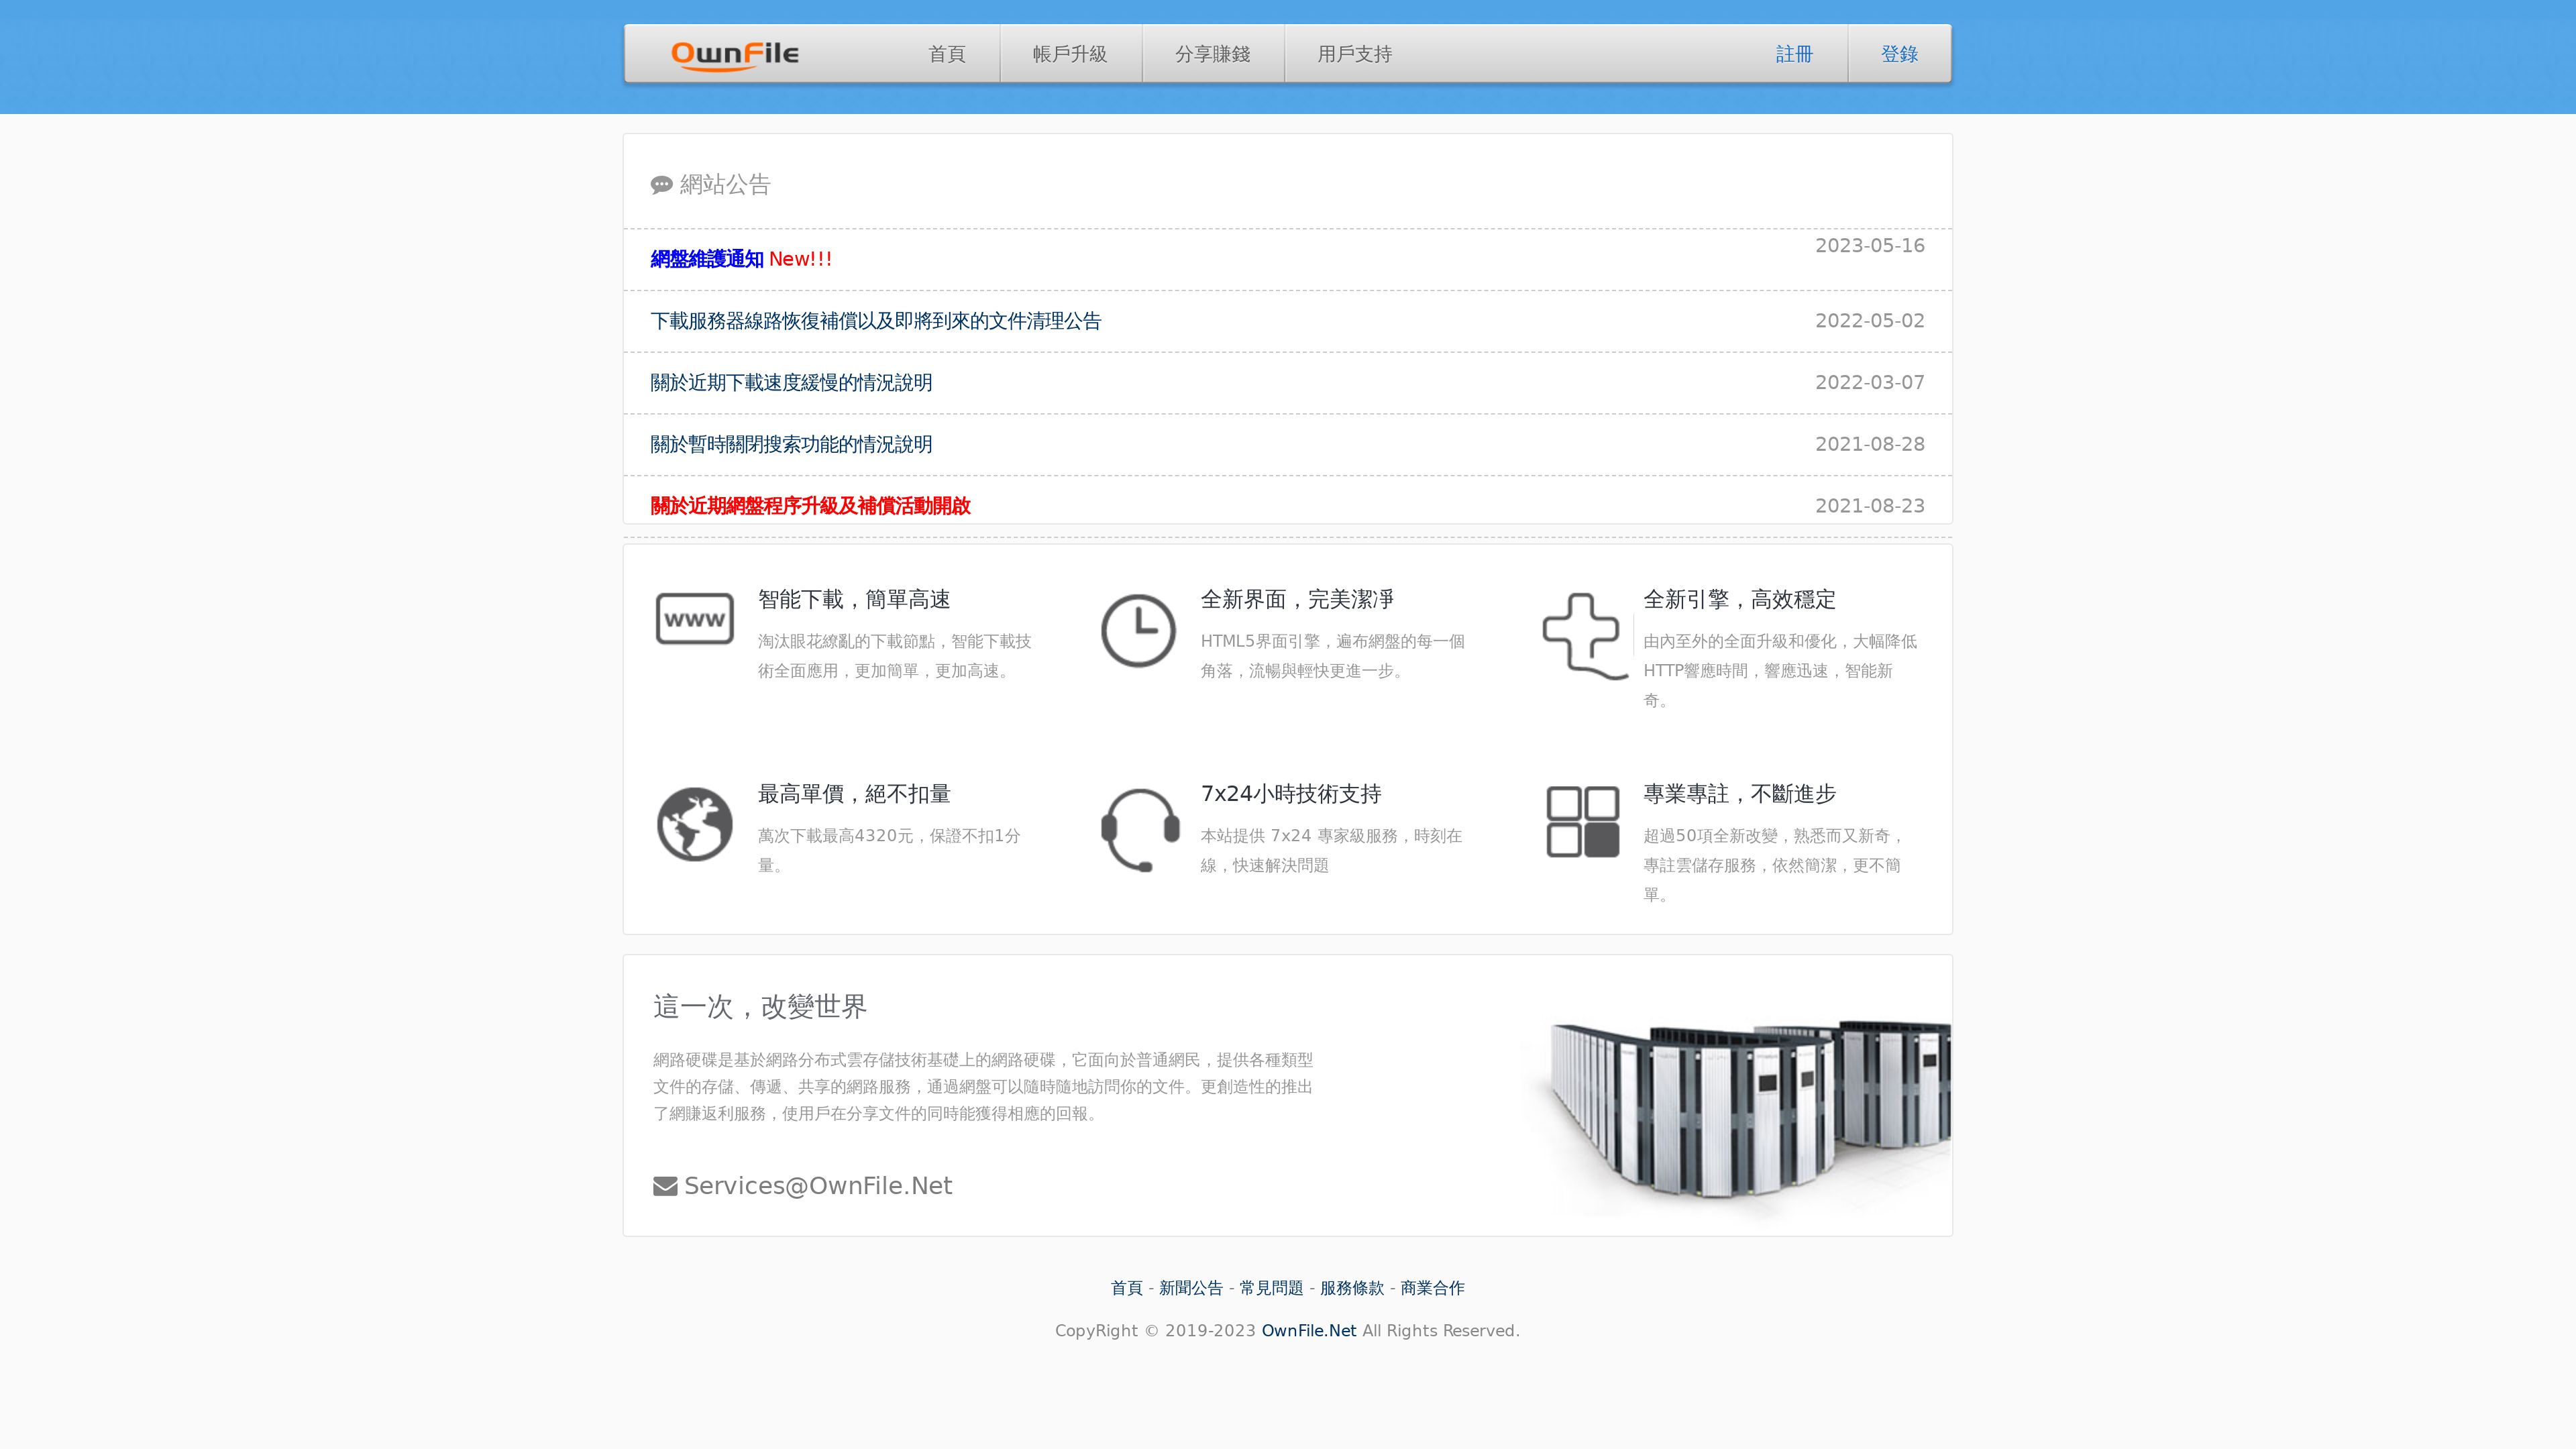 OwnFile
首頁
帳戶升級
分享賺錢
用戶支持
註冊
登錄
網站公告
網盤維護通知 New!!!
2023-05-16
下載服務器線路恢復補償以及即將到來的文件清理公告
2022-05-02
關於近期下載速度緩慢的情況說明
2022-03-07
關於暫時關閉搜索功能的情況說明
2021-08-28
關於近期網盤程序升級及補償活動開啟
2021-08-23
www
智能下載，簡單高速
淘汰眼花繚亂的下載節點，智能下載技
術全面應用，更加簡單，更加高速。
全新界面，完美潔凈
HTML5界面引擎，遍布網盤的每一個
角落，流暢與輕快更進一步。
全新引擎，高效穩定
由內至外的全面升級和優化，大幅降低
HTTP響應時間，響應迅速，智能新
奇。
最高單價，絕不扣量
萬次下載最高4320元，保證不扣1分
量。
7x24小時技術支持
本站提供 7x24 專家級服務，時刻在
線，快速解決問題
專業專註，不斷進步
超過50項全新改變，熟悉而又新奇，
專註雲儲存服務，依然簡潔，更不簡
單。
這一次，改變世界
網路硬碟是基於網路分布式雲存儲技術基礎上的網路硬碟，它面向於普通網民，提供各種類型
文件的存儲、傳遞、共享的網路服務，通過網盤可以隨時隨地訪問你的文件。更創造性的推出
了網賺返利服務，使用戶在分享文件的同時能獲得相應的回報。
Services@OwnFile.Net
首頁 - 新聞公告 - 常見問題 - 服務條款 - 商業合作
CopyRight © 2019-2023 OwnFile.Net All Rights Reserved.